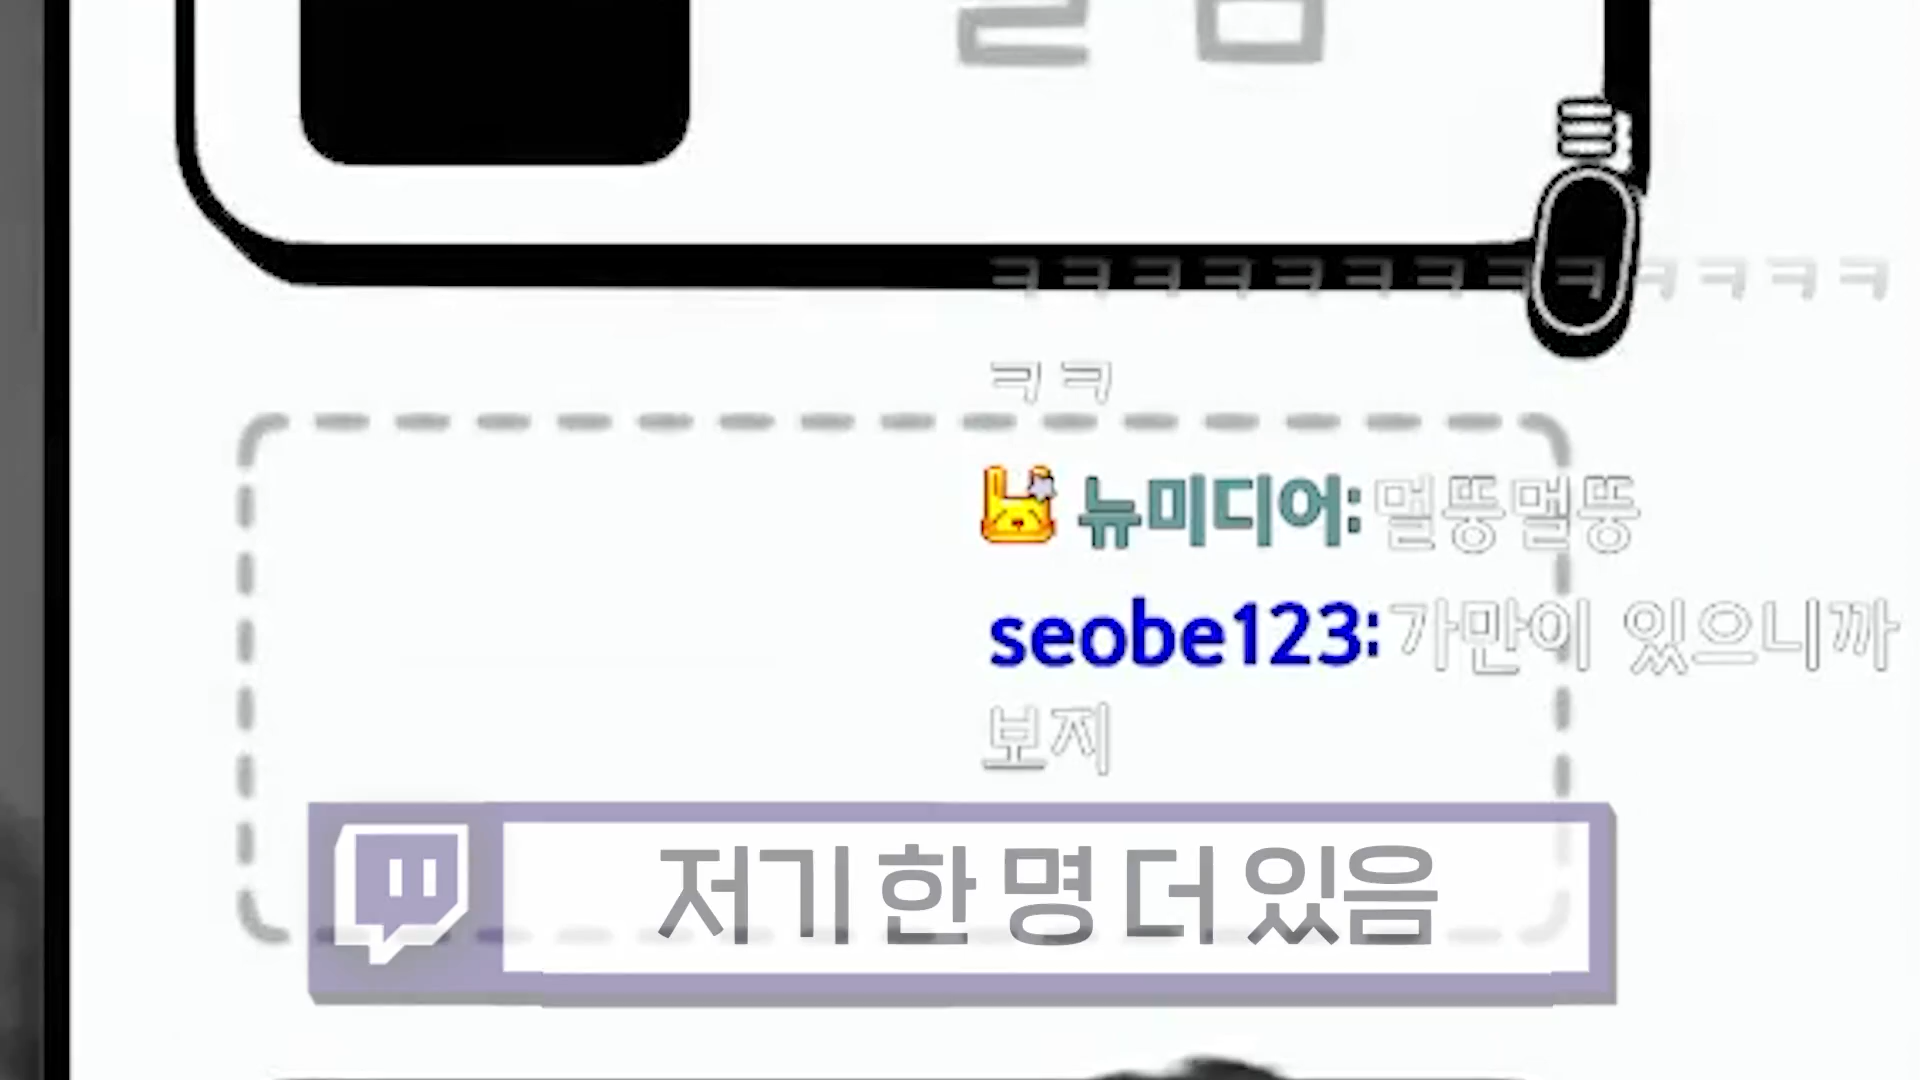 ㅋㅋㅋㅋㅋㅋㅋㅋㅋㅋㅋㅋㅋ
ㅋㅋ
뉴미디어: 멀뚱멀뚱
seobe123: 가만이 있으니까
보지
저기 한 명 더 있음